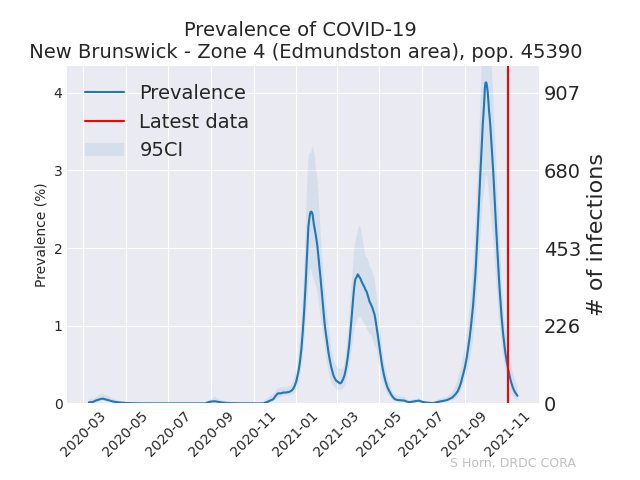 Prevalence of COVID-19
New Brunswick - Zone 4 (Edmundston area), pop. 45390
Prevalence
Latest data
95CI
Prevalence (%)
4
3
2
1
0
907
680
453
226
0
# of infections
2020-03
2020-05
2020-07
2020-09
2020-11
2021-01
2021-03
2021-05
2021-07
2021-09
2021-11
S Horn, DRDC CORA